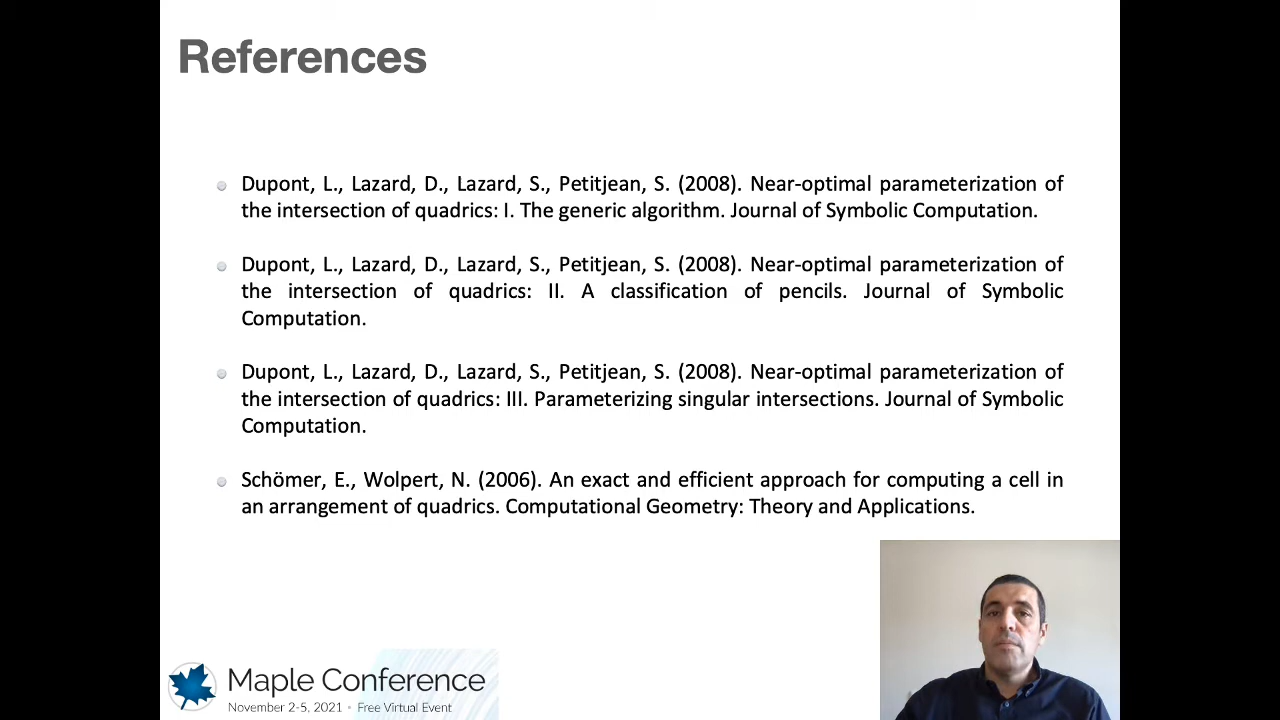 References
Dupont, L., Lazard, D., Lazard, S., Petitjean, S. (2008). Near-optimal parameterization of
the intersection of quadrics: I. The generic algorithm. Journal of Symbolic Computation.
Dupont, L., Lazard, D., Lazard, S., Petitjean, S. (2008). Near-optimal parameterization of
the intersection of quadrics: II. A classification of pencils. Journal of Symbolic
Computation.
Dupont, L., Lazard, D., Lazard, S., Petitjean, S. (2008). Near-optimal parameterization of
the intersection of quadrics: III. Parameterizing singular intersections. Journal of Symbolic
Computation.
Schömer, E., Wolpert, N. (2006). An exact and efficient approach for computing a cell in
an arrangement of quadrics. Computational Geometry: Theory and Applications.
Maple Conference
November 2-5, 2021 • Free Virtual Event